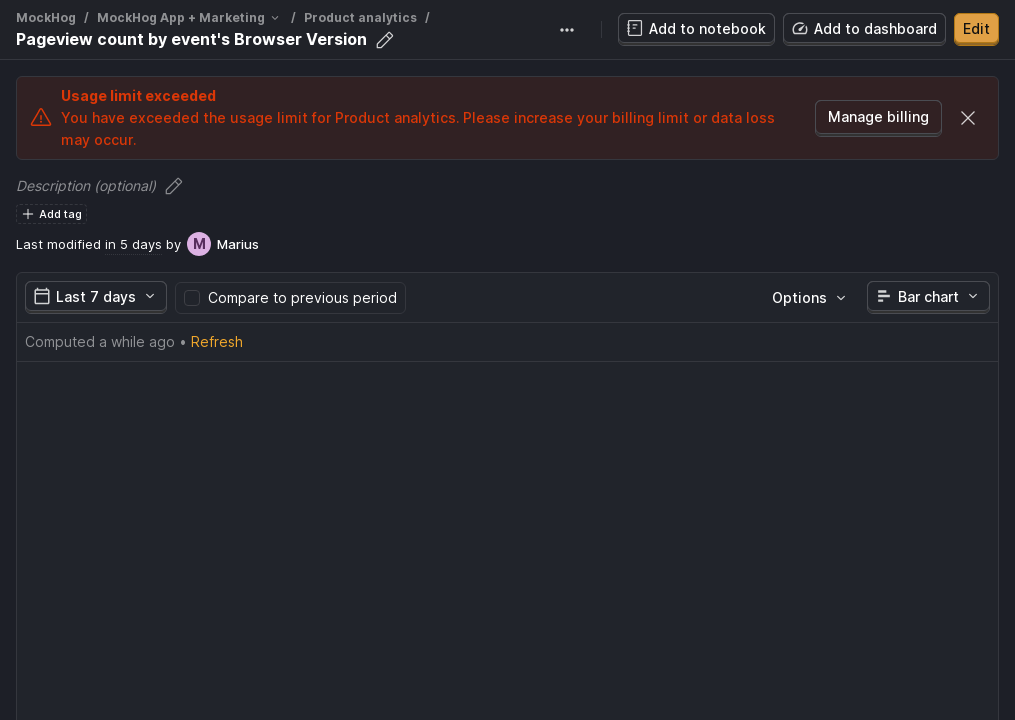 MockHog / MockHog App + Marketing / Product analytics /
Pageview count by event's Browser Version
Add to notebook
Add to dashboard
Edit
Usage limit exceeded
You have exceeded the usage limit for Product analytics. Please increase your billing limit or data loss
may occur.
Manage billing
Description (optional)
Add tag
Last modified in 5 days by M Marius
Last 7 days
Compare to previous period
Options
Bar chart
Computed a while ago • Refresh